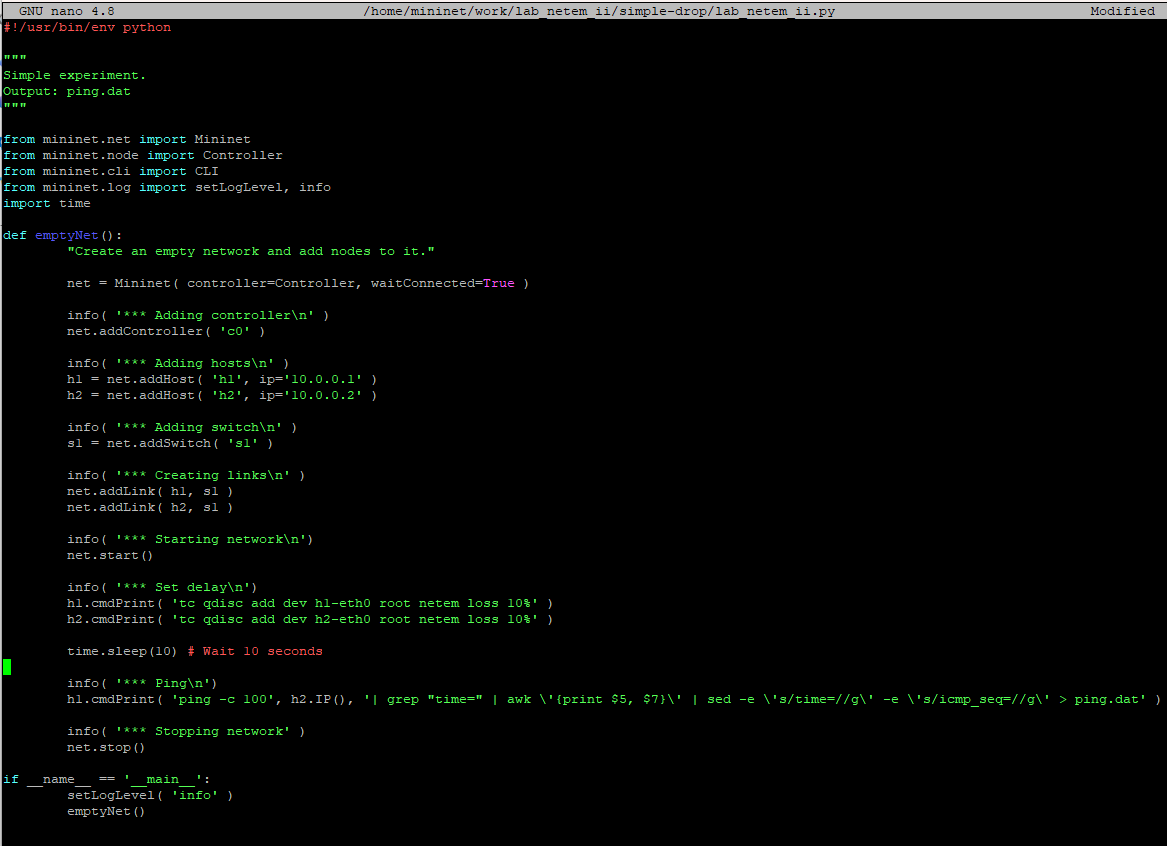 GNU nano 4.8 /home/mininet/work/lab_netem_ii/simple-drop/lab_netem_ii.py Modified
#!/usr/bin/env python
"""
Simple experiment.
Output: ping.dat
"""
from mininet.net import Mininet
from mininet.node import Controller
from mininet.cli import CLI
from mininet.log import setLogLevel, info
import time
def emptyNet():
"Create an empty network and add nodes to it."
net = Mininet( controller=Controller, waitConnected=True )
info( '*** Adding controller\n' )
net.addController( 'c0' )
info( '*** Adding hosts\n' )
h1 = net.addHost( 'h1', ip='10.0.0.1' )
h2 = net.addHost( 'h2', ip='10.0.0.2' )
info( '*** Adding switch\n' )
s1 = net.addSwitch( 's1' )
info( '*** Creating links\n' )
net.addLink( h1, s1 )
net.addLink( h2, s1 )
info( '*** Starting network\n')
net.start()
info( '*** Set delay\n')
h1.cmdPrint( 'tc qdisc add dev h1-eth0 root netem loss 10%' )
h2.cmdPrint( 'tc qdisc add dev h2-eth0 root netem loss 10%' )
time.sleep(10) # Wait 10 seconds
info( '*** Ping\n')
h1.cmdPrint( 'ping -c 100', h2.IP(), '| grep "time=" | awk \'{print $5, $7}\' | sed -e \'s/time=//g\' -e \'s/icmp_seq=//g\' > ping.dat' )
info( '*** Stopping network' )
net.stop()
if __name__ == '__main__':
setLogLevel( 'info' )
emptyNet()